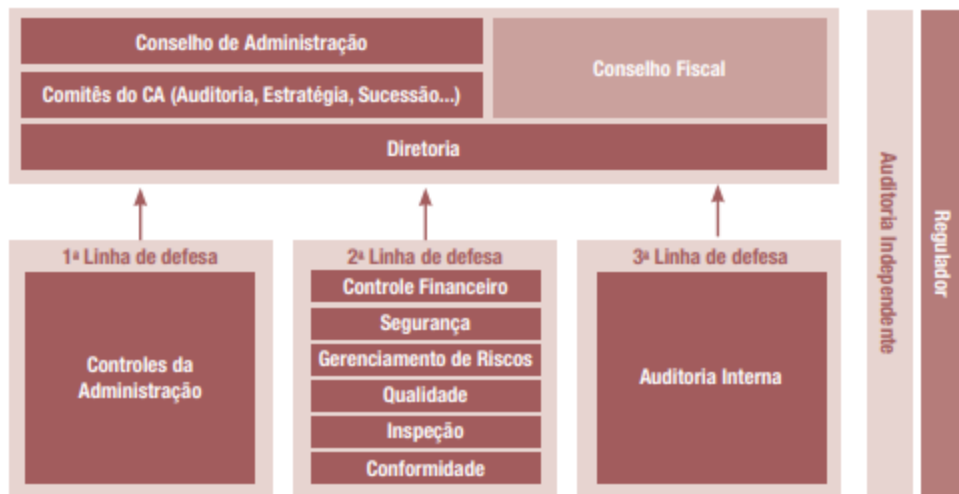 Conselho de Administração
Conselho Fiscal
Comitês do CA (Auditoria, Estratégia, Sucessão...)
Diretoria
1ª Linha de defesa
Controles da
Administração
2ª Linha de defesa
Controle Financeiro
Segurança
Gerenciamento de Riscos
Qualidade
Inspeção
Conformidade
3ª Linha de defesa
Auditoria Interna
Auditoria Independente
Regulador